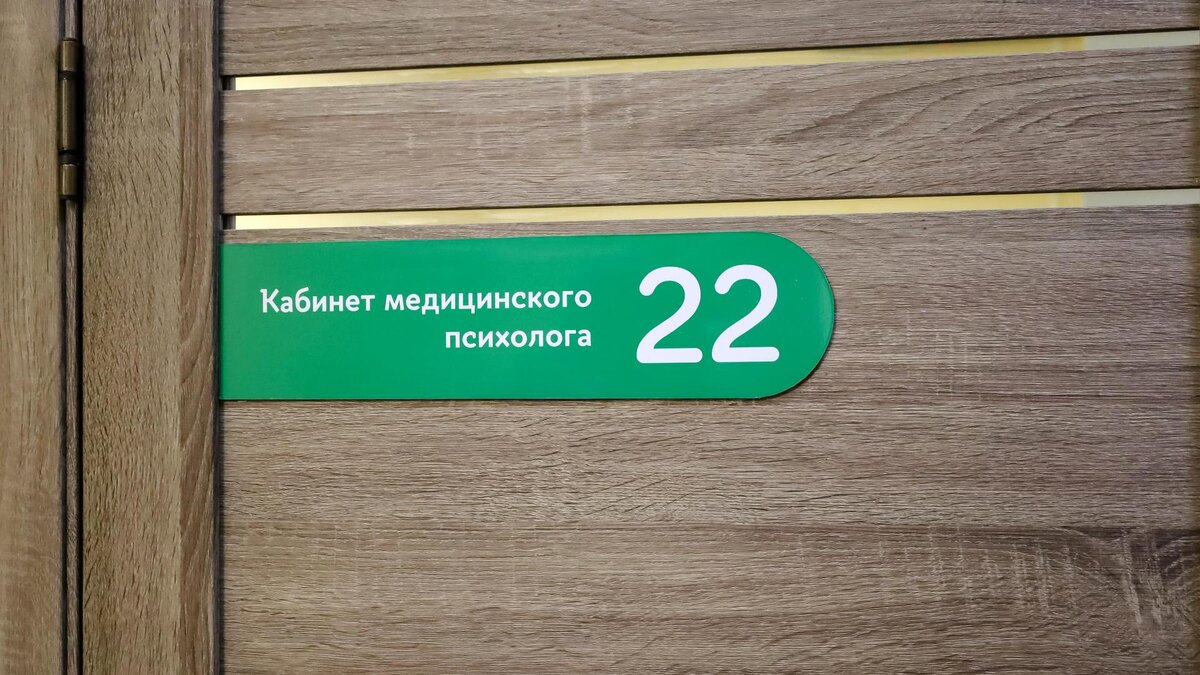 Кабинет медицинского
психолога
22